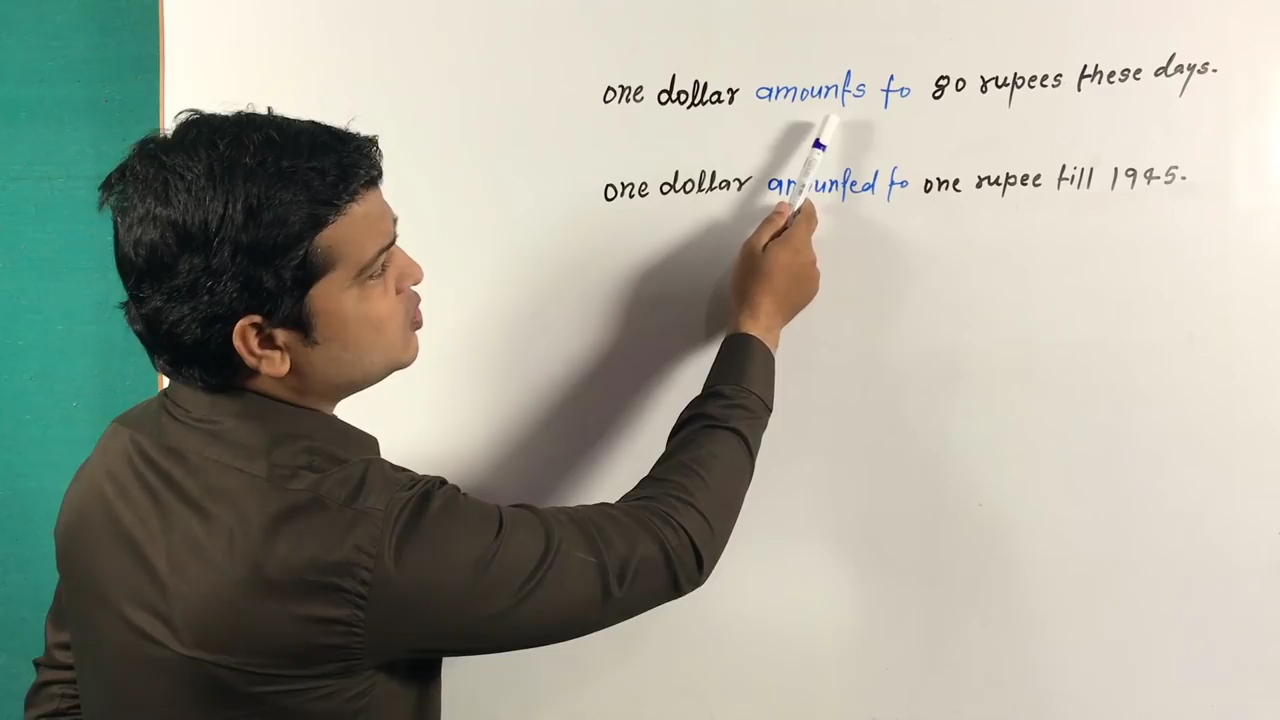 one dollar amounts to 80 rupees these days.
one dollar amounted to one rupee till 1945.